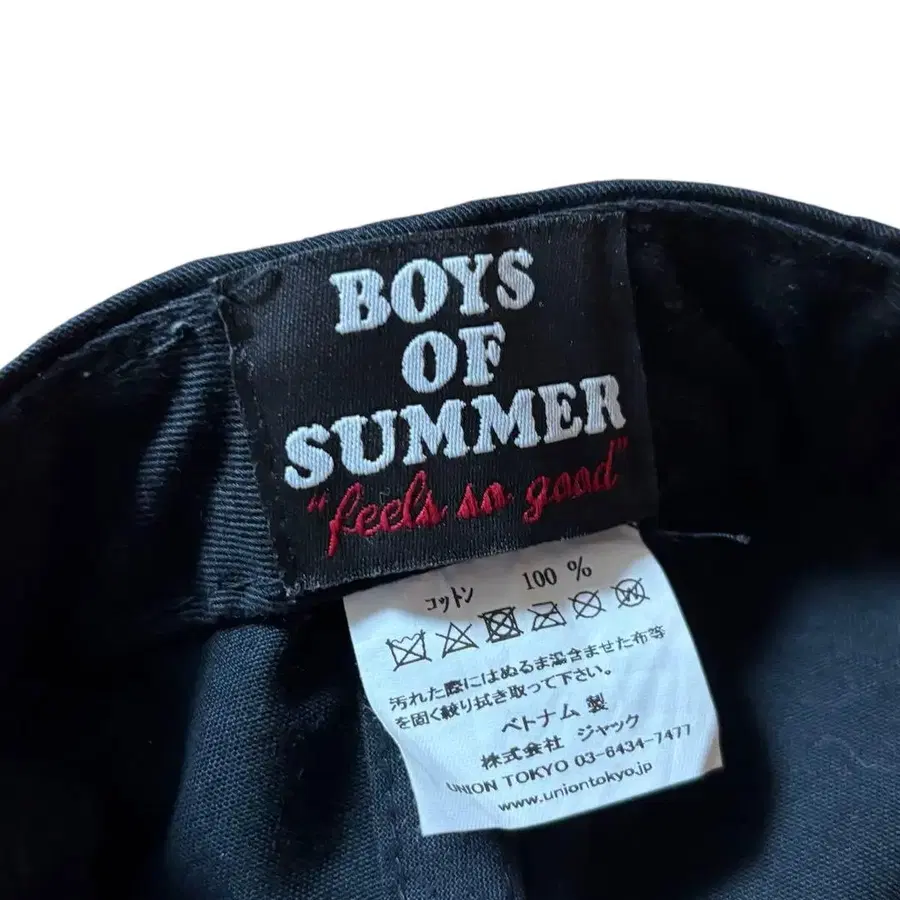 BOYS
OF
SUMMER
"feels so good"
コットン 100 %
汚れた際にはぬるま湯含ませた布等
を固く絞り拭き取って下さい。
ベトナム 製
株式会社 ジャック
UNION TOKYO 03-6434-7477
www.uniontokyo.jp